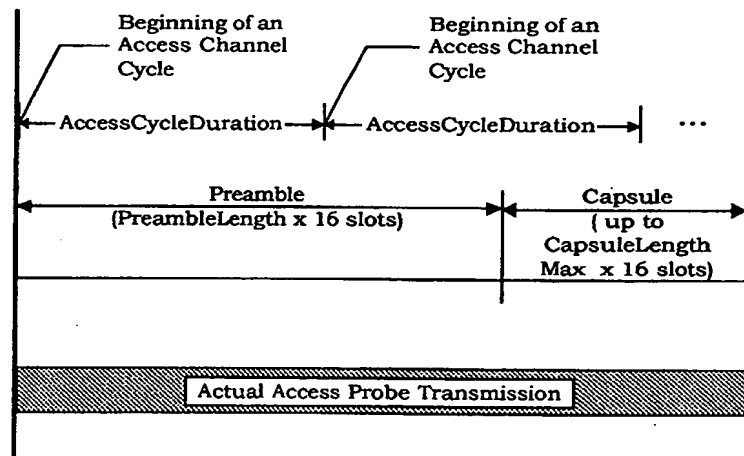 Beginning of an
Access Channel
Cycle
Beginning of an
Access Channel
Cycle
AccessCycleDuration
AccessCycleDuration
...
Preamble
(PreambleLength x 16 slots)
Capsule
( up to
CapsuleLength
Max x 16 slots)
Actual Access Probe Transmission